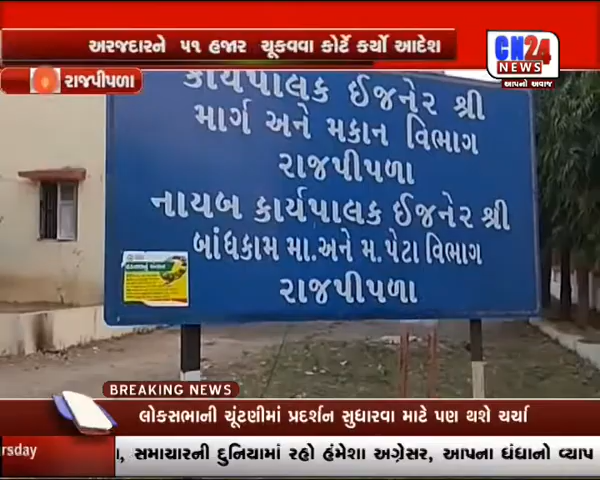 અરજદારને ૫૧ હજાર ચૂકવવા કોર્ટે કર્યો આદેશ
CN24
NEWS
આપનો અવાજ
રાજપીપળા
કાર્યપાલક ઈજનેર શ્રી
માર્ગ અને મકાન વિભાગ
રાજપીપળા
નાયબ કાર્યપાલક ઈજનેર શ્રી
બાંધકામ મા.અને મ.પેટા વિભાગ
રાજપીપળા
BREAKING NEWS
લોકસભાની ચૂંટણીમાં પ્રદર્શન સુધારવા માટે પણ થશે ચર્ચા
rsday
, સમાચારની દુનિયામાં રહો હંમેશા અગ્રેસર, આપના ધંધાનો વ્યાપ